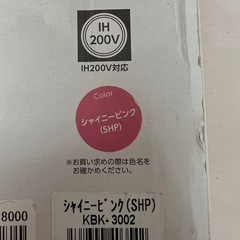 IH
200V
IH200V対応
Color
シャイニーピンク
(SHP)
※お買い求めの際は色名を
お確かめください。
8000
ｼｬｲﾆｰﾋﾟﾝｸ(SHP)
KBK-3002